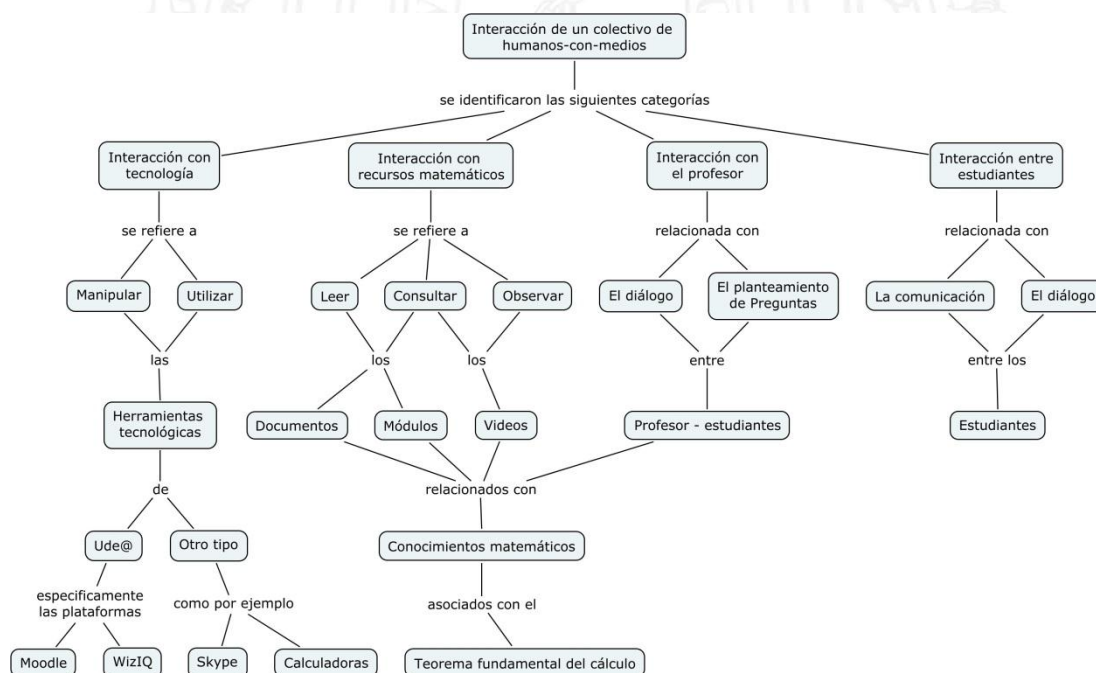 Interacción de un colectivo de
humanos-con-medios
se identificaron las siguientes categorías
Interacción con
tecnología
Interacción con
recursos matemáticos
Interacción con
el profesor
Interacción entre
estudiantes
se refiere a
se refiere a
relacionada con
relacionada con
Manipular
Utilizar
Leer
Consultar
Observar
El diálogo
El planteamiento
de Preguntas
La comunicación
El diálogo
las
los
los
entre
entre los
Herramientas
tecnológicas
Documentos
Módulos
Videos
Profesor - estudiantes
Estudiantes
de
relacionados con
Ude@
Otro tipo
Conocimientos matemáticos
especificamente
las plataformas
como por ejemplo
asociados con el
Moodle
WizIQ
Skype
Calculadoras
Teorema fundamental del cálculo